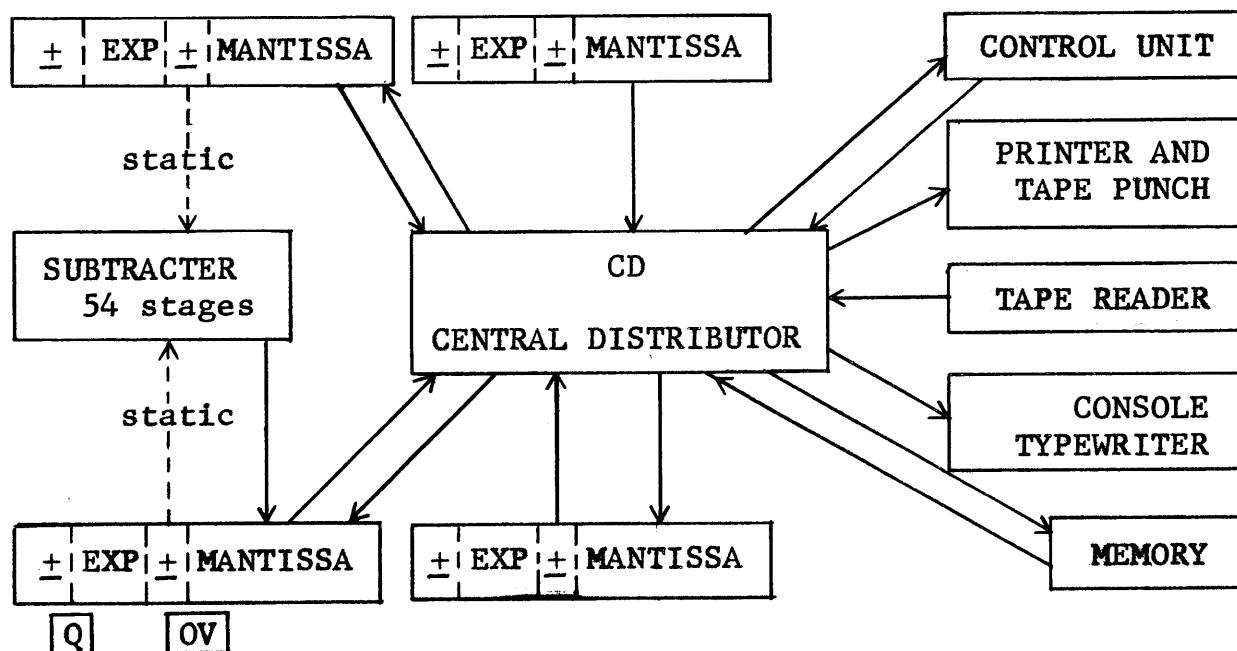 ± EXP ± MANTISSA
± EXP ± MANTISSA
CONTROL UNIT
static
PRINTER AND
TAPE PUNCH
SUBTRACTER
54 stages
CD
CENTRAL DISTRIBUTOR
TAPE READER
static
CONSOLE
TYPEWRITER
± EXP ± MANTISSA
± EXP ± MANTISSA
MEMORY
Q
OV